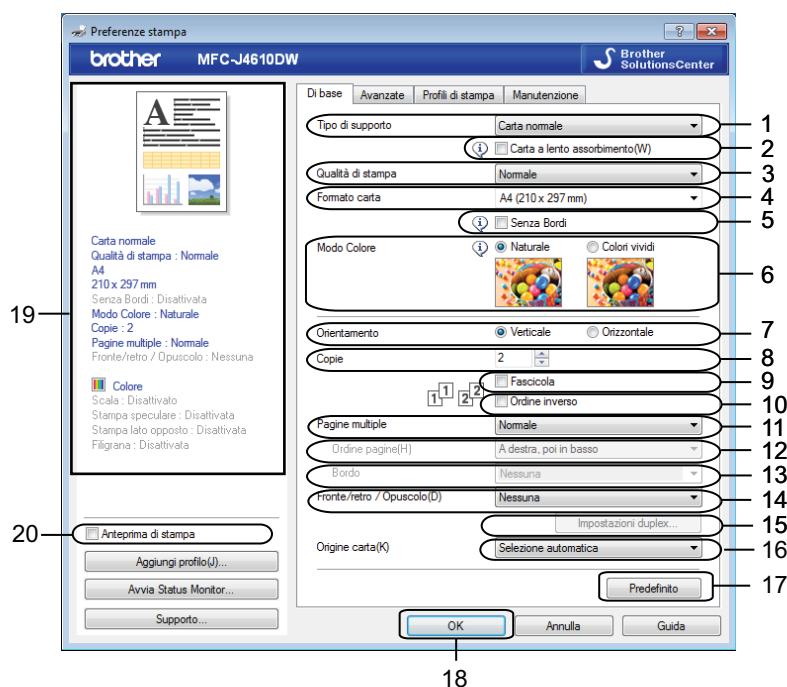 Preferenze stampa
brother MFC-J4610DW
Brother
SolutionsCenter
Di base Avanzate Profili di stampa Manutenzione
Tipo di supporto Carta normale 1
Carta a lento assorbimento(W) 2
Qualità di stampa Normale 3
Formato carta A4 (210 x 297 mm) 4
Senza Bordi 5
Modo Colore Naturale Colori vividi 6
Orientamento Verticale Orizzontale 7
Copie 2 8
Fascicola 9
1 1 2 2
Ordine inverso 10
Pagine multiple Normale 11
Ordine pagine(H) A destra, poi in basso 12
Bordo Nessuna 13
Fronte/retro / Opuscolo(D) Nessuna 14
Impostazioni duplex... 15
Origine carta(K) Selezione automatica 16
Predefinito 17
OK Annulla Guida
18
A
Carta normale
Qualità di stampa : Normale
A4
210 x 297 mm
Senza Bordi : Disattivata
Modo Colore : Naturale
19
Copie : 2
Pagine multiple : Normale
Fronte/retro / Opuscolo : Nessuna
Colore
Scala : Disattivato
Stampa speculare : Disattivata
Stampa lato opposto : Disattivata
Filigrana : Disattivata
20 Anteprima di stampa
Aggiungi profilo(J)...
Avvia Status Monitor...
Supporto...